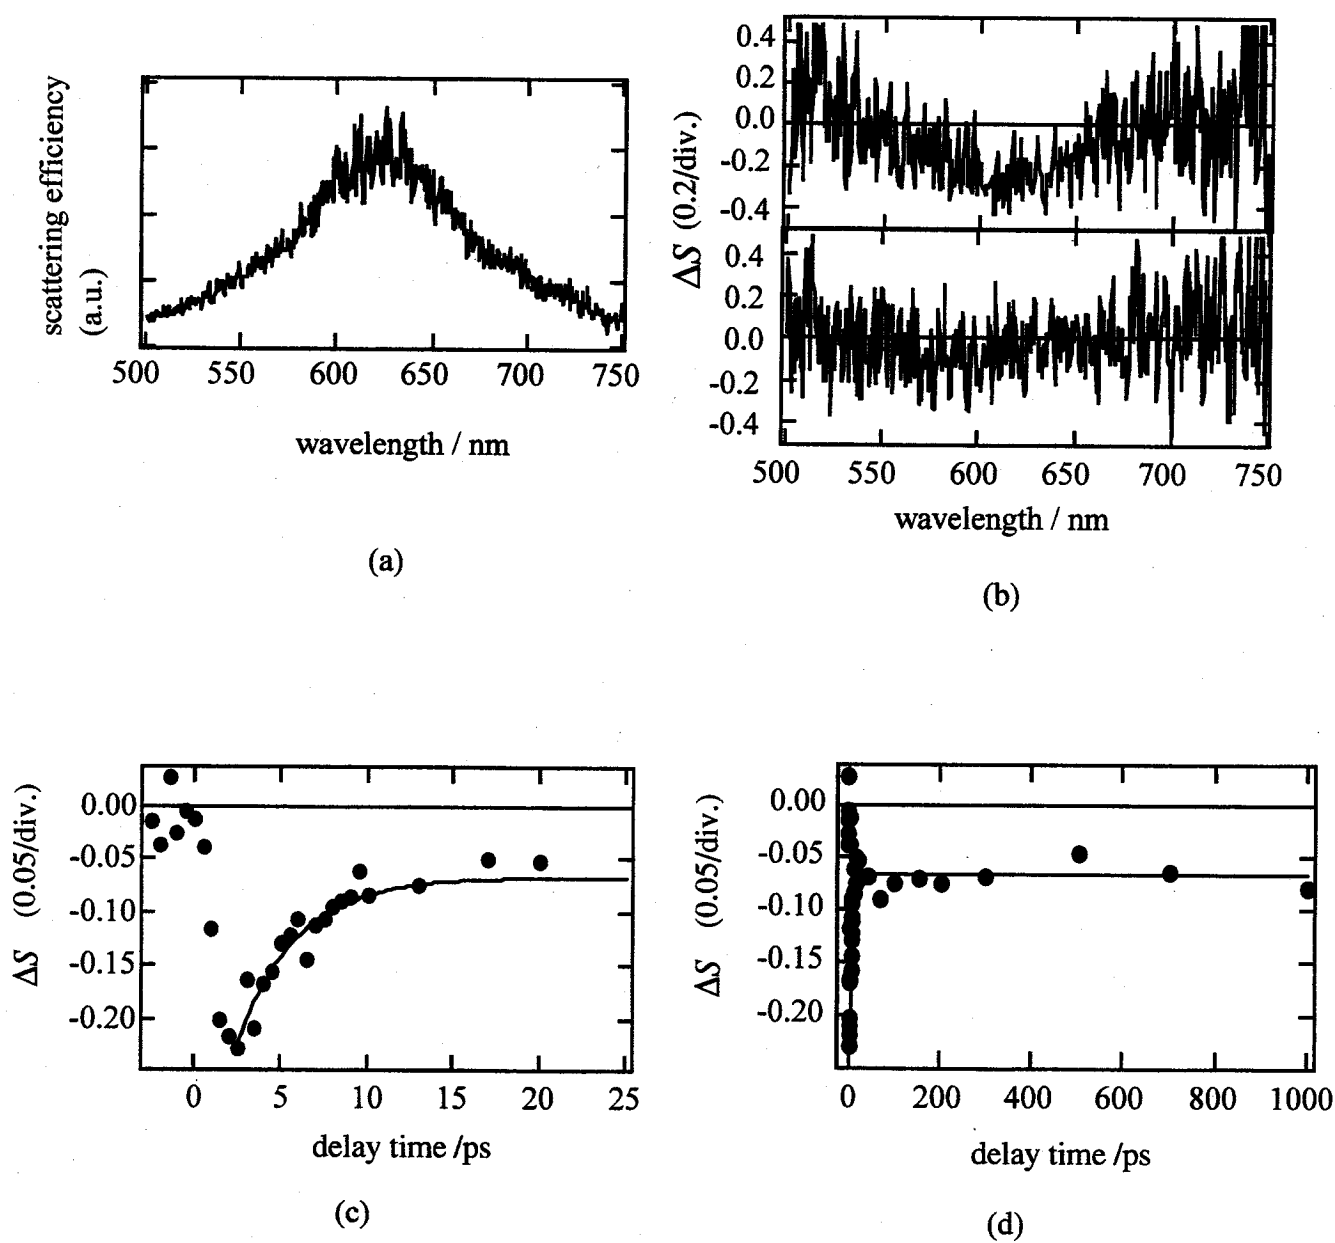 scattering efficiency
(a.u.)
500 550 600 650 700 750
wavelength / nm
(a)
ΔS (0.2/div.)
0.4
0.2
0.0
-0.2
-0.4
0.4
0.2
0.0
-0.2
-0.4
500 550 600 650 700 750
wavelength / nm
(b)
ΔS (0.05/div.)
0.00
-0.05
-0.10
-0.15
-0.20
0 5 10 15 20 25
delay time /ps
(c)
ΔS (0.05/div.)
0.00
-0.05
-0.10
-0.15
-0.20
0 200 400 600 800 1000
delay time /ps
(d)